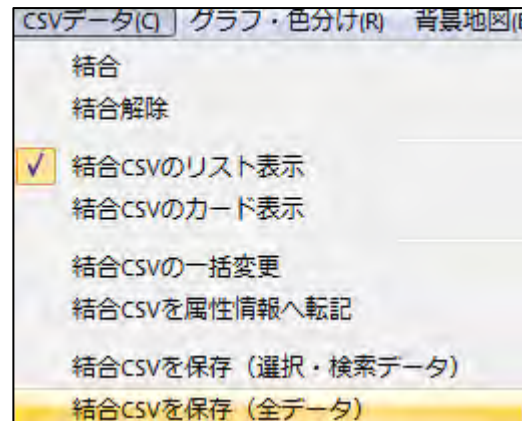 CSVデータ(C) グラフ・色分け(R) 背景地図(
結合
結合解除
結合CSVのリスト表示
結合CSVのカード表示
結合CSVの一括変更
結合CSVを属性情報へ転記
結合CSVを保存（選択・検索データ）
結合CSVを保存（全データ）